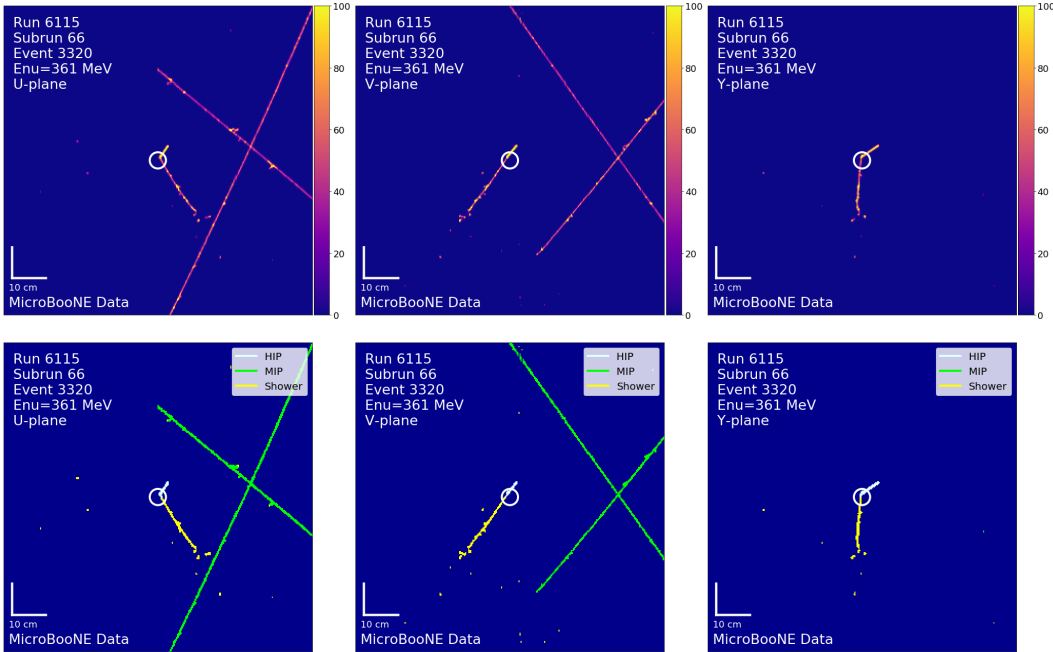 Run 6115
Subrun 66
Event 3320
Enu=361 MeV
U-plane
10 cm
MicroBooNE Data
100
80
60
40
20
0
Run 6115
Subrun 66
Event 3320
Enu=361 MeV
V-plane
10 cm
MicroBooNE Data
100
80
60
40
20
0
Run 6115
Subrun 66
Event 3320
Enu=361 MeV
Y-plane
10 cm
MicroBooNE Data
100
80
60
40
20
0
Run 6115
Subrun 66
Event 3320
Enu=361 MeV
U-plane
HIP
MIP
Shower
10 cm
MicroBooNE Data
Run 6115
Subrun 66
Event 3320
Enu=361 MeV
V-plane
HIP
MIP
Shower
10 cm
MicroBooNE Data
Run 6115
Subrun 66
Event 3320
Enu=361 MeV
Y-plane
HIP
MIP
Shower
10 cm
MicroBooNE Data